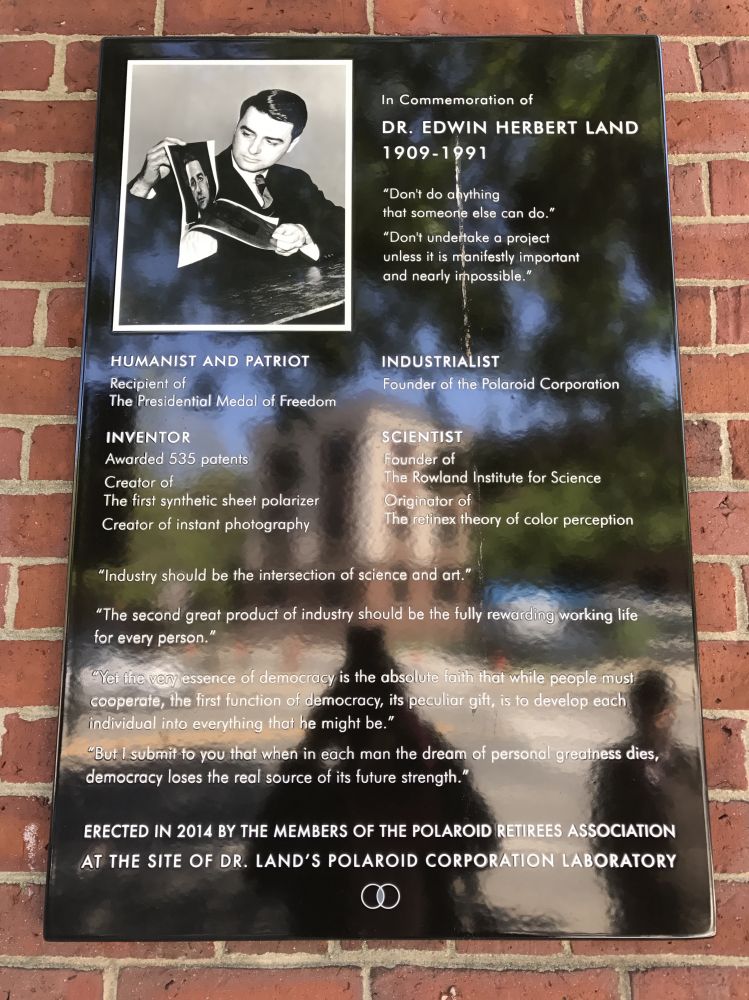 In Commemoration of
DR. EDWIN HERBERT LAND
1909-1991
"Don't do anything
that someone else can do."
"Don't undertake a project
unless it is manifestly important
and nearly impossible."
HUMANIST AND PATRIOT
Recipient of
The Presidential Medal of Freedom
INDUSTRIALIST
Founder of the Polaroid Corporation
INVENTOR
Awarded 535 patents
Creator of
The first synthetic sheet polarizer
Creator of instant photography
SCIENTIST
Founder of
The Rowland Institute for Science
Originator of
The retinex theory of color perception
"Industry should be the intersection of science and art."
"The second great product of industry should be the fully rewarding working life
for every person."
"Yet the very essence of democracy is the absolute faith that while people must
cooperate, the first function of democracy, its peculiar gift, is to develop each
individual into everything that he might be."
"But I submit to you that when in each man the dream of personal greatness dies,
democracy loses the real source of its future strength."
ERECTED IN 2014 BY THE MEMBERS OF THE POLAROID RETIREES ASSOCIATION
AT THE SITE OF DR. LAND'S POLAROID CORPORATION LABORATORY